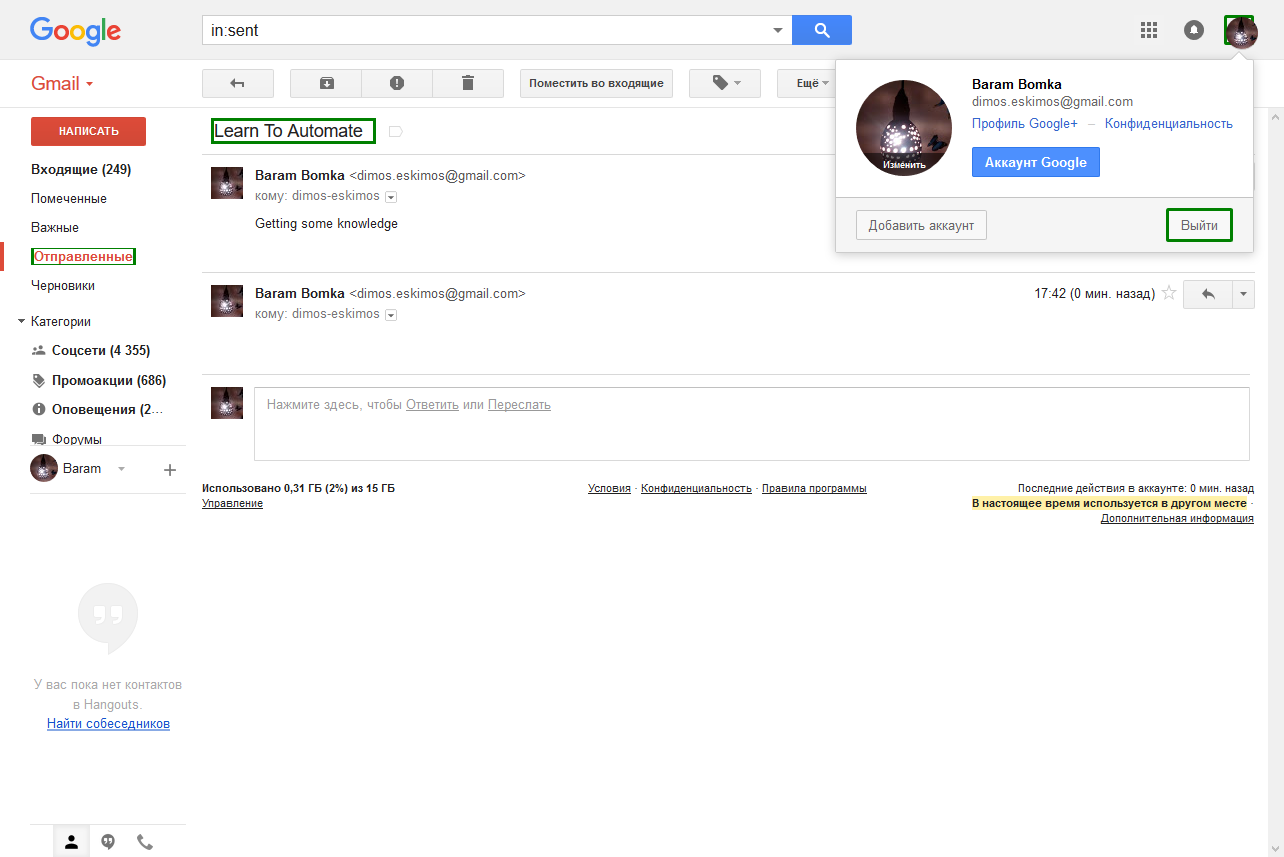 Google
in:sent
Gmail
Поместить во входящие
Ещё
Baram Bomka
dimos.eskimos@gmail.com
Профиль Google+ – Конфиденциальность
Изменить
Аккаунт Google
Добавить аккаунт
Выйти
НАПИСАТЬ
Входящие (249)
Помеченные
Важные
Отправленные
Черновики
Категории
Соцсети (4 355)
Промоакции (686)
Оповещения (2…
Форумы
Baram
Learn To Automate
Baram Bomka <dimos.eskimos@gmail.com>
кому: dimos-eskimos
Getting some knowledge
Baram Bomka <dimos.eskimos@gmail.com>
17:42 (0 мин. назад)
кому: dimos-eskimos
Нажмите здесь, чтобы Ответить или Переслать
Использовано 0,31 ГБ (2%) из 15 ГБ
Управление
Условия · Конфиденциальность · Правила программы
Последние действия в аккаунте: 0 мин. назад
В настоящее время используется в другом месте ·
Дополнительная информация
У вас пока нет контактов
в Hangouts.
Найти собеседников